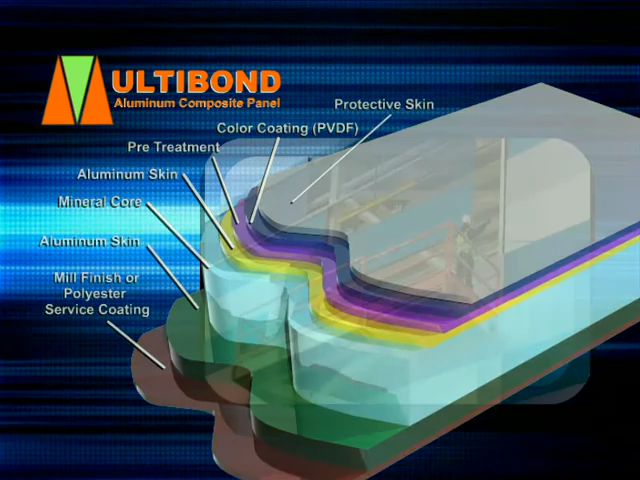 MULTIBOND
Aluminum Composite Panel
Protective Skin
Color Coating (PVDF)
Pre Treatment
Aluminum Skin
Mineral Core
Aluminum Skin
Mill Finish or
Polyester
Service Coating